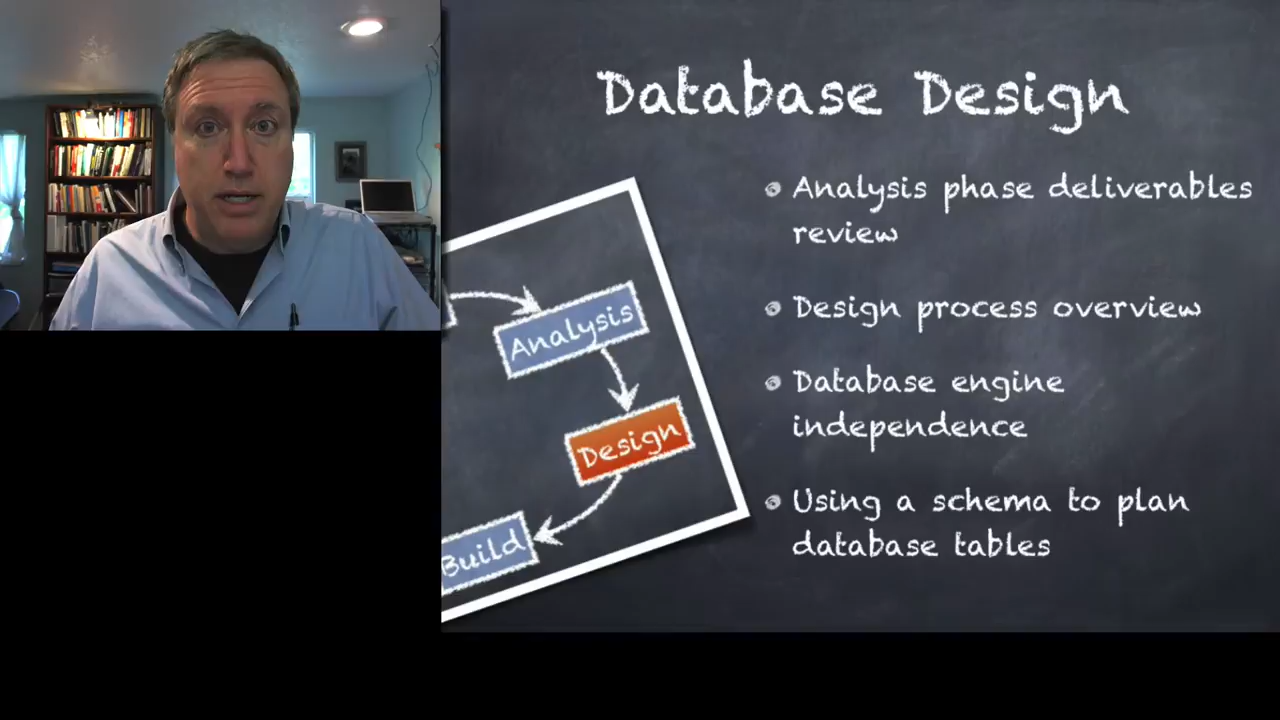 Database Design
Analysis phase deliverables
review
Design process overview
Database engine
independence
Using a schema to plan
database tables
Analysis
Design
Build